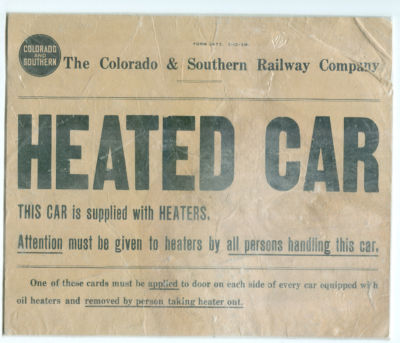 COLORADO
AND
SOUTHERN
The Colorado & Southern Railway Company
HEATED CAR
THIS CAR is supplied with HEATERS.
Attention must be given to heaters by all persons handling this car.
One of these cards must be applied to door on each side of every car equipped with
oil heaters and removed by person taking heater out.